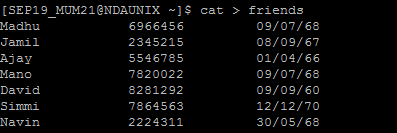 [SEP19_MUM21@NDAUNIX ~]$ cat > friends
Madhu 6966456 09/07/68
Jamil 2345215 08/09/67
Ajay 5546785 01/04/66
Mano 7820022 09/07/68
David 8281292 09/09/60
Simmi 7864563 12/12/70
Navin 2224311 30/05/68